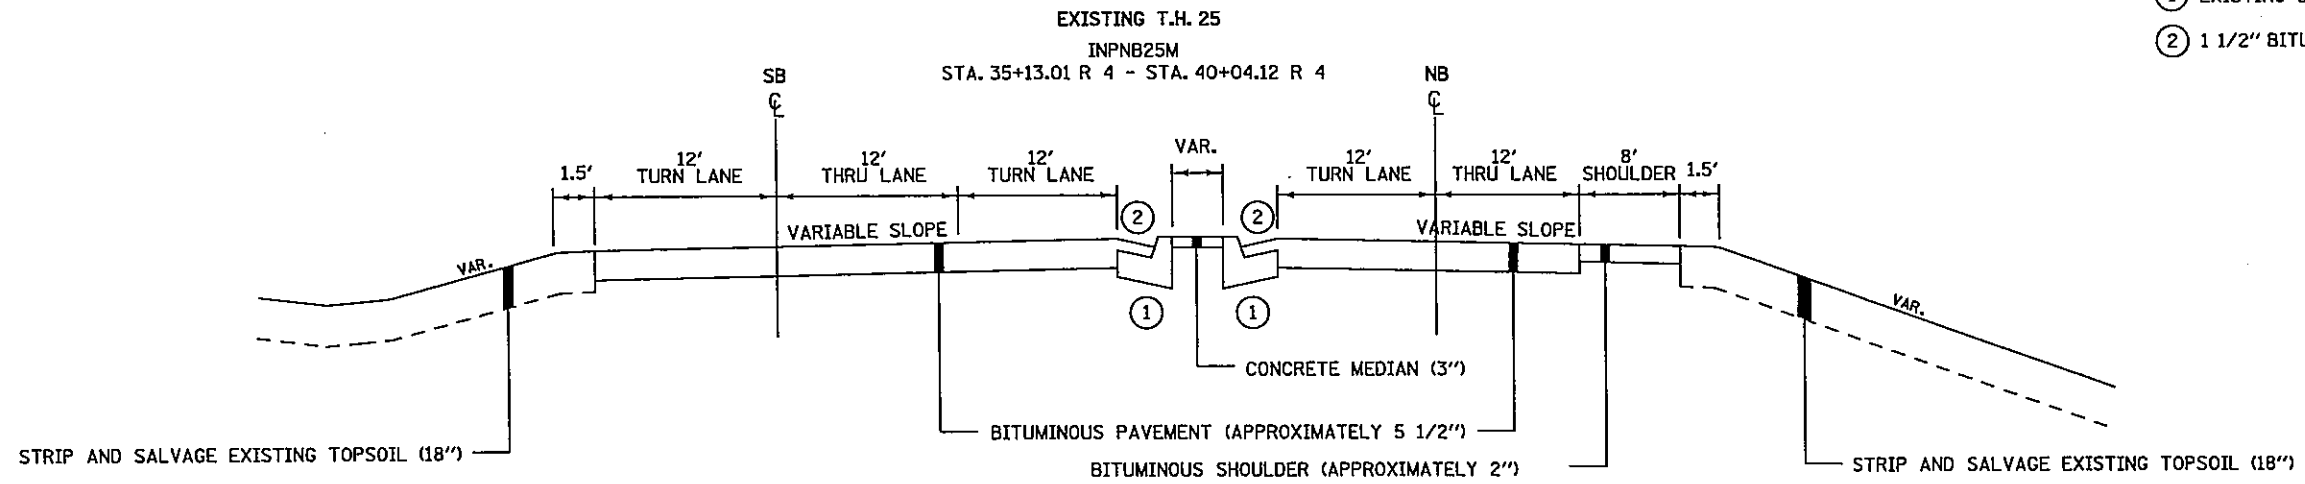 EXISTING T.H. 25
INPNB25M
STA. 35+13.01 R 4 - STA. 40+04.12 R 4
1 EXISTING
2 1 1/2" BITU
SB
NB
VAR.
1.5'
12'
TURN LANE
12'
THRU LANE
12'
TURN LANE
12'
TURN LANE
12'
THRU LANE
8'
SHOULDER
1.5'
2
2
VARIABLE SLOPE
VARIABLE SLOPE
VAR.
VAR.
1
1
CONCRETE MEDIAN (3")
BITUMINOUS PAVEMENT (APPROXIMATELY 5 1/2")
STRIP AND SALVAGE EXISTING TOPSOIL (18")
BITUMINOUS SHOULDER (APPROXIMATELY 2")
STRIP AND SALVAGE EXISTING TOPSOIL (18")